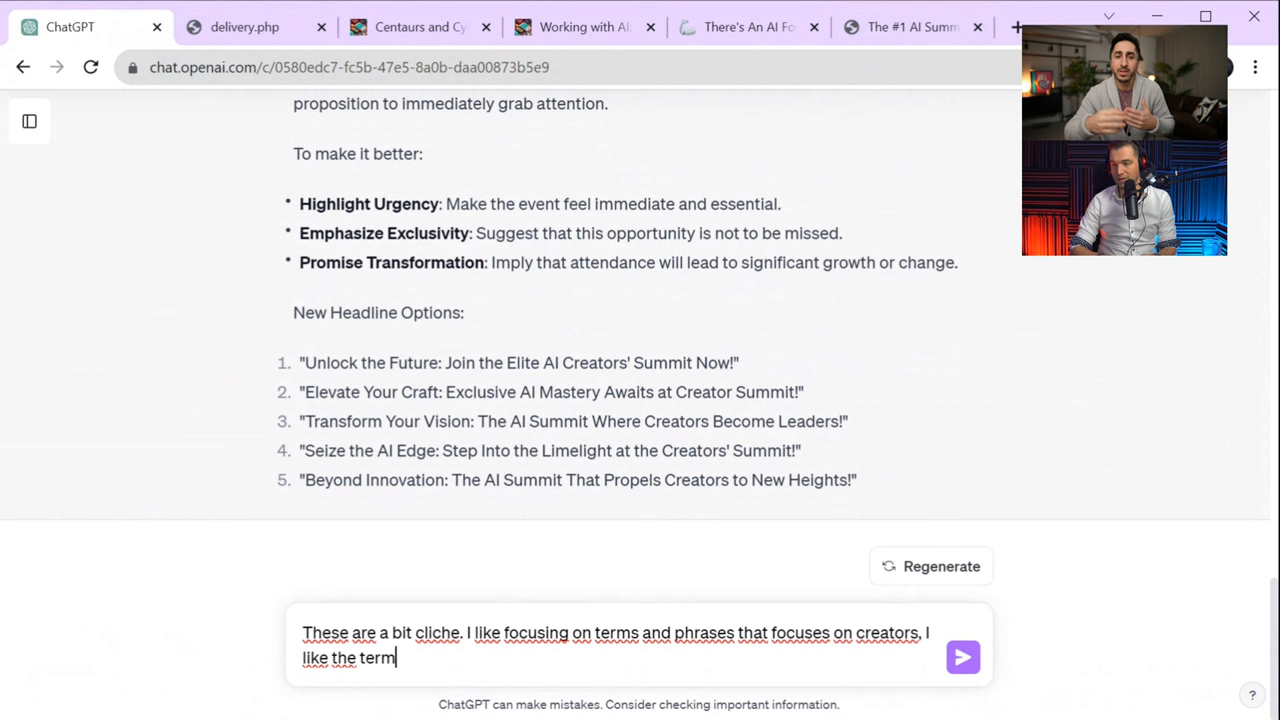 ChatGPT
delivery.php
Centaurs and Cy
Working with AI:
There's An AI Fo
The #1 AI Summ
chat.openai.com/c/0580edc7-fc5b-47e5-8a0b-daa00873b5e9
proposition to immediately grab attention.
To make it better:
• Highlight Urgency: Make the event feel immediate and essential.
• Emphasize Exclusivity: Suggest that this opportunity is not to be missed.
• Promise Transformation: Imply that attendance will lead to significant growth or change.
New Headline Options:
1. "Unlock the Future: Join the Elite AI Creators' Summit Now!"
2. "Elevate Your Craft: Exclusive AI Mastery Awaits at Creator Summit!"
3. "Transform Your Vision: The AI Summit Where Creators Become Leaders!"
4. "Seize the AI Edge: Step Into the Limelight at the Creators' Summit!"
5. "Beyond Innovation: The AI Summit That Propels Creators to New Heights!"
Regenerate
These are a bit cliche. I like focusing on terms and phrases that focuses on creators, I
like the term
ChatGPT can make mistakes. Consider checking important information.
?